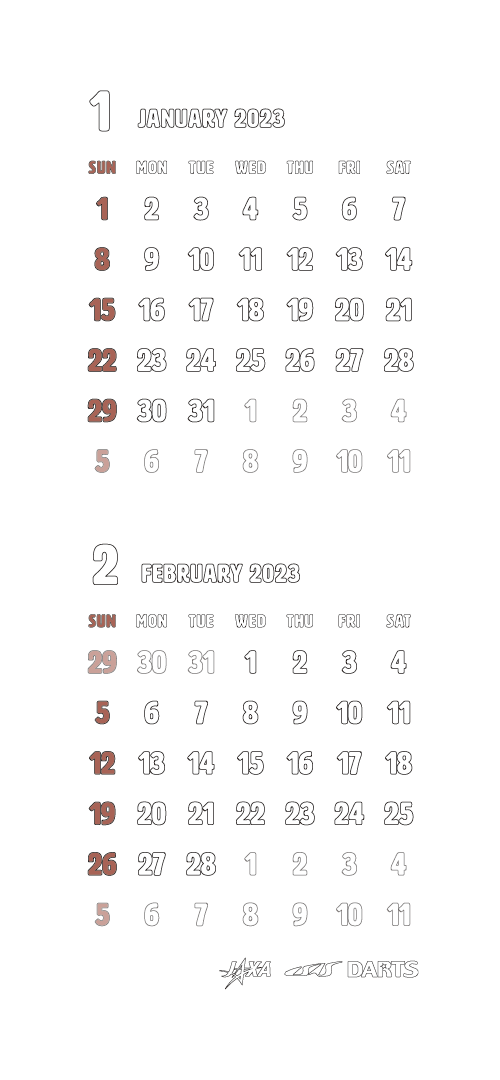 1 JANUARY 2023
SUN MON TUE WED THU FRI SAT
1 2 3 4 5 6 7
8 9 10 11 12 13 14
15 16 17 18 19 20 21
22 23 24 25 26 27 28
29 30 31 1 2 3 4
5 6 7 8 9 10 11
2 FEBRUARY 2023
SUN MON TUE WED THU FRI SAT
29 30 31 1 2 3 4
5 6 7 8 9 10 11
12 13 14 15 16 17 18
19 20 21 22 23 24 25
26 27 28 1 2 3 4
5 6 7 8 9 10 11
JAXA DARTS